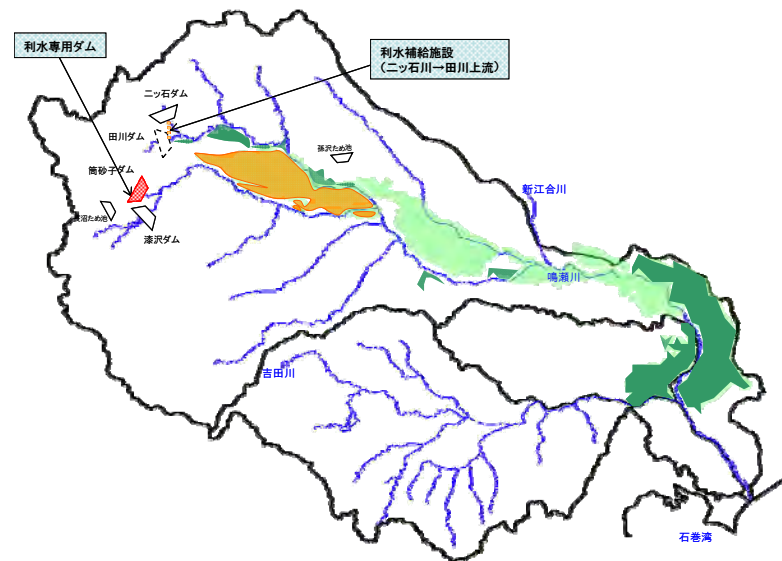 利水専用ダム
利水補給施設
（二ッ石川→田川上流）
二ッ石ダム
田川ダム
孫沢ため池
筒砂子ダム
新江合川
沼ため池
漆沢ダム
鳴瀬川
吉田川
石巻湾